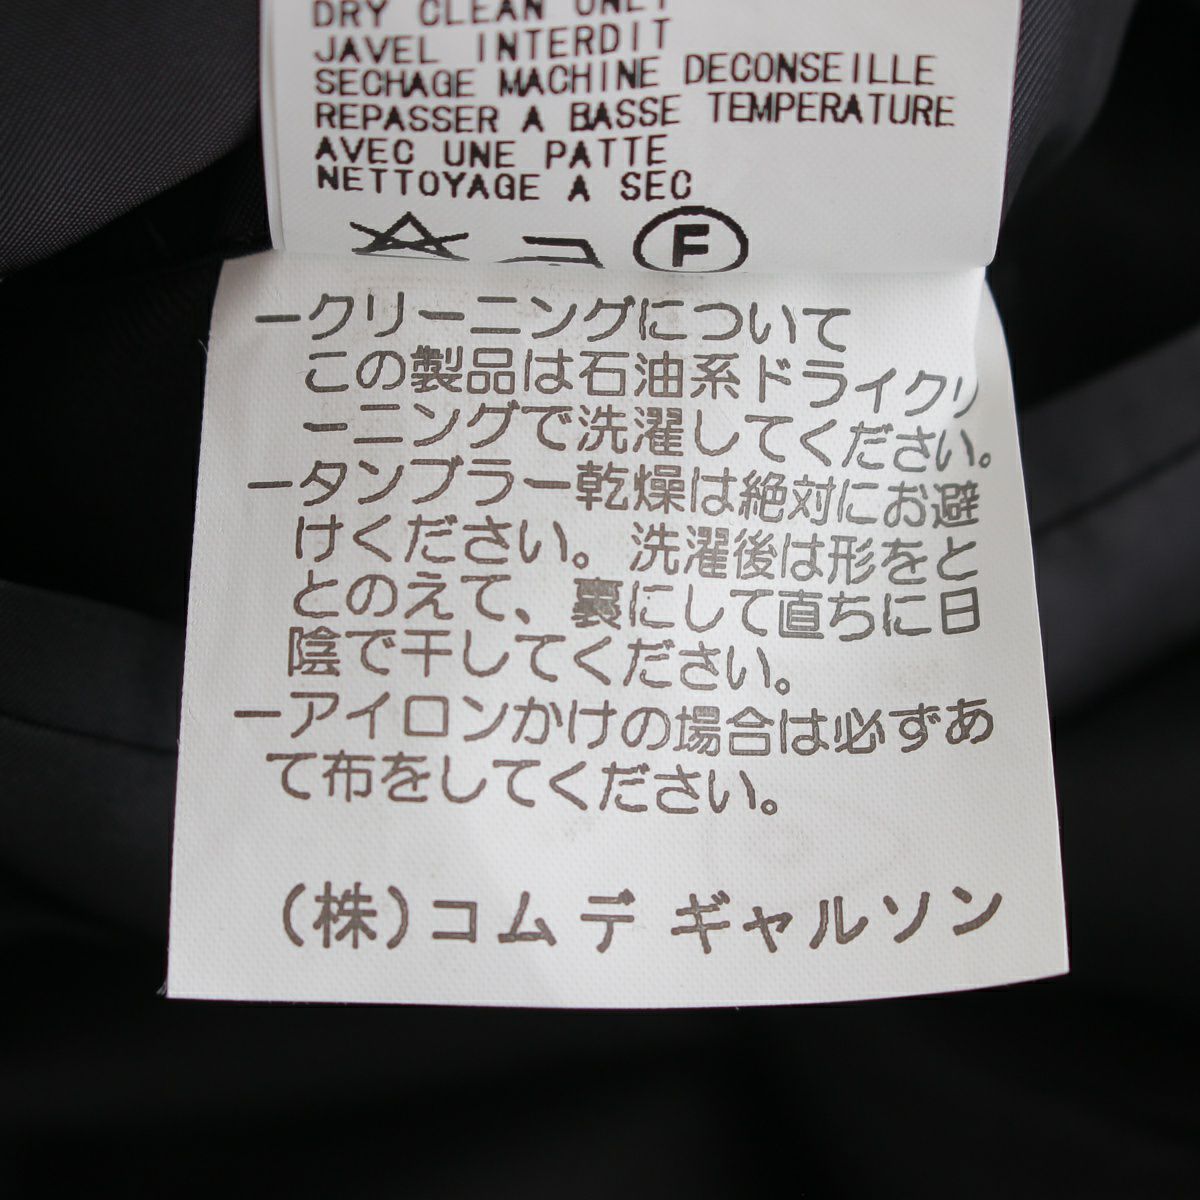 DRY CLEAN ONLY
JAVEL INTERDIT
SECHAGE MACHINE DECONSEILLE
REPASSER A BASSE TEMPERATURE
AVEC UNE PATTE
NETTOYAGE A SEC
F
ークリーニングについて
この製品は石油系ドライクリ
ーニングで洗濯してください。
ータンブラー乾燥は絶対にお避
けください。洗濯後は形をと
とのえて、裏にして直ちに日
陰で干してください。
ーアイロンかけの場合は必ずあ
て布をしてください。
(株)コム デ ギャルソン